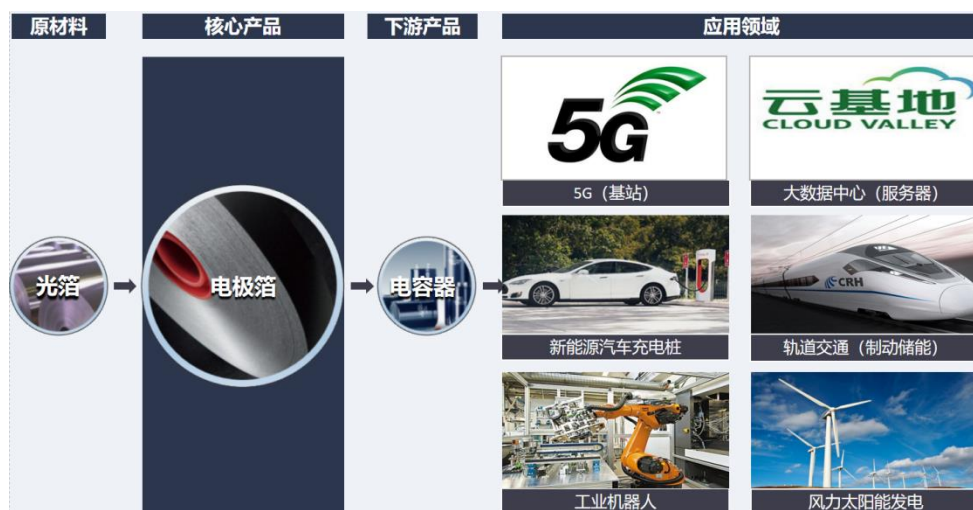 原材料
核心产品
下游产品
应用领域
光箔
电极箔
电容器
5G
云基地
CLOUD VALLEY
5G（基站）
大数据中心（服务器）
CRH
新能源汽车充电桩
轨道交通（制动储能）
工业机器人
风力太阳能发电